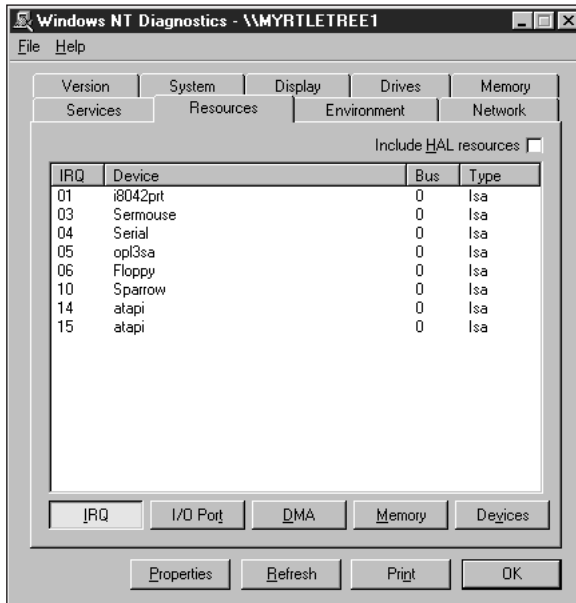 Windows NT Diagnostics - \\MYRTLETREE1
File Help
Version System Display Drives Memory
Services Resources Environment Network
Include HAL resources
IRQ Device Bus Type
01 i8042prt 0 Isa
03 Sermouse 0 Isa
04 Serial 0 Isa
05 opl3sa 0 Isa
06 Floppy 0 Isa
10 Sparrow 0 Isa
14 atapi 0 Isa
15 atapi 0 Isa
IRQ I/O Port DMA Memory Devices
Properties Refresh Print OK